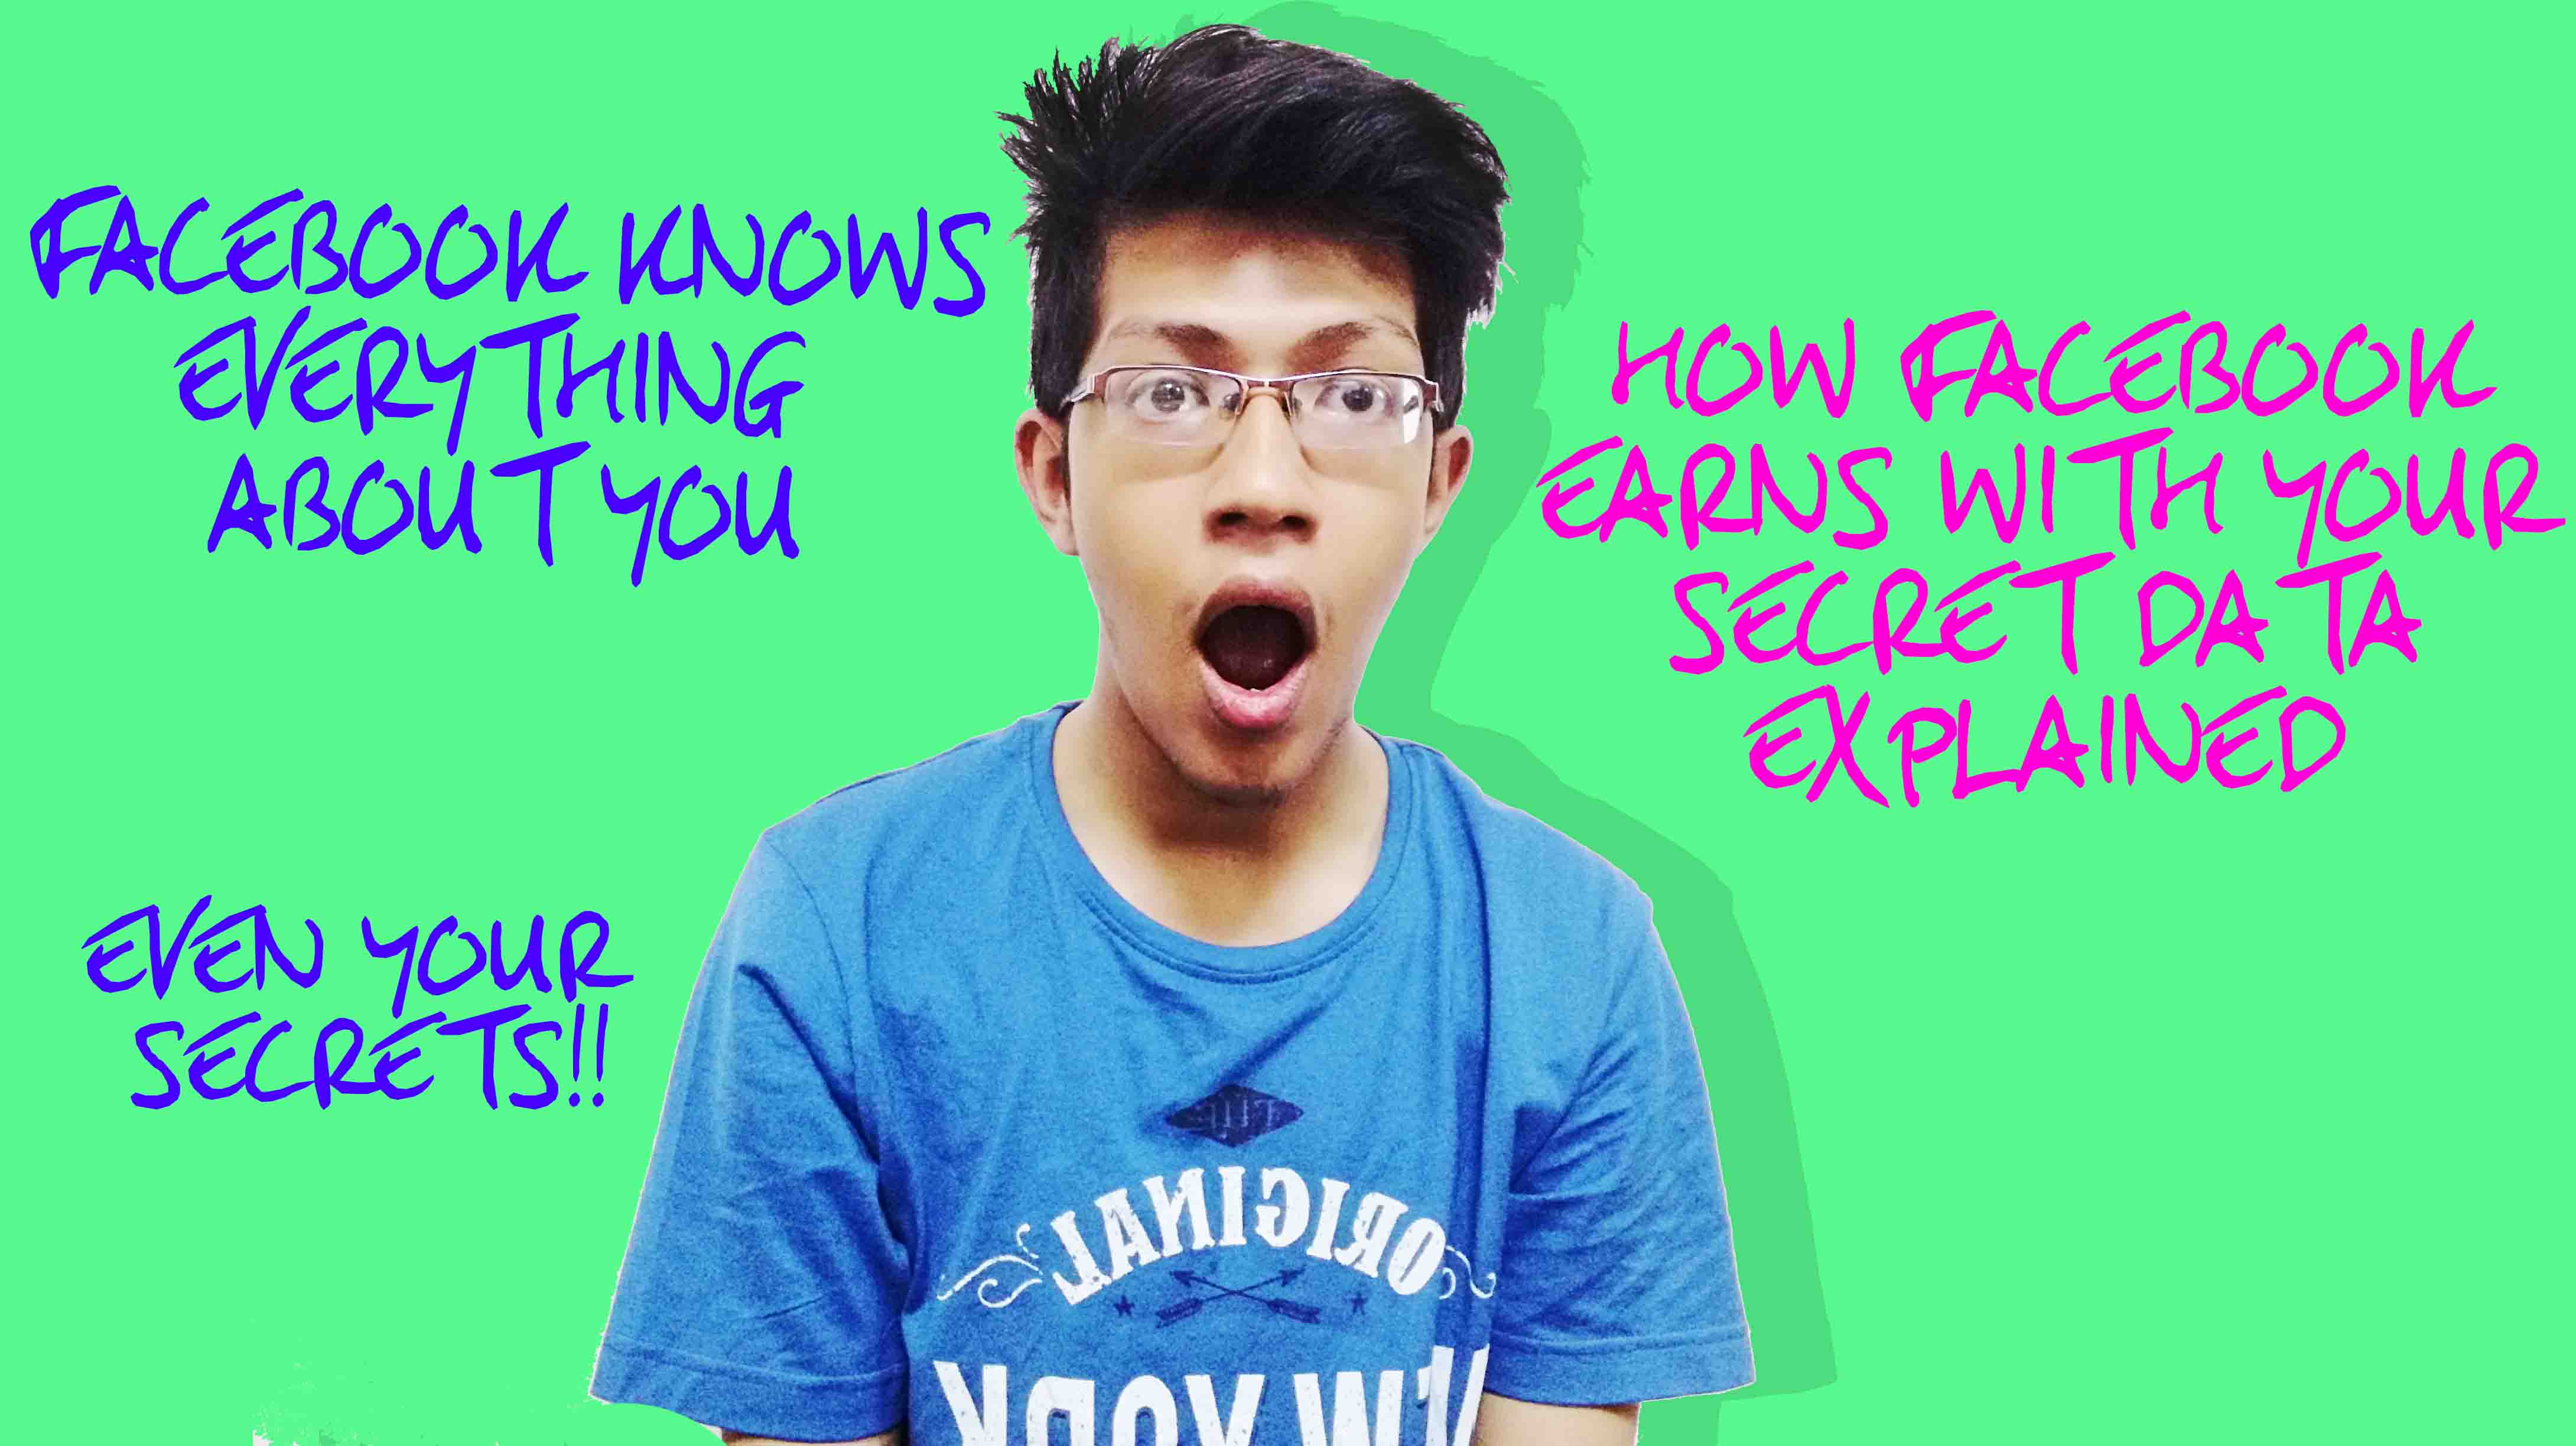 FACEBOOK KNOWS
EVERYTHING
ABOUT YOU
EVEN YOUR
SECRETS!!
HOW FACEBOOK
EARNS WITH YOUR
SECRET DATA
EXPLAINED
ORIGINAL
NEW YORK